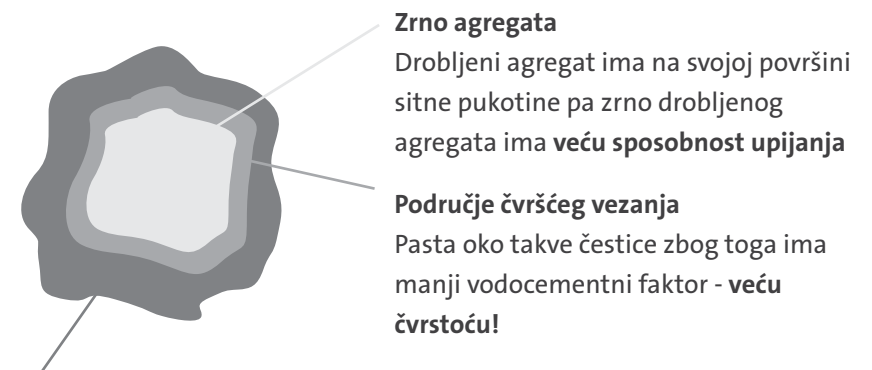 Zrno agregata
Drobljeni agregat ima na svojoj površini
sitne pukotine pa zrno drobljenog
agregata ima veću sposobnost upijanja
Područje čvršćeg vezanja
Pasta oko takve čestice zbog toga ima
manji vodocementni faktor - veću
čvrstoću!